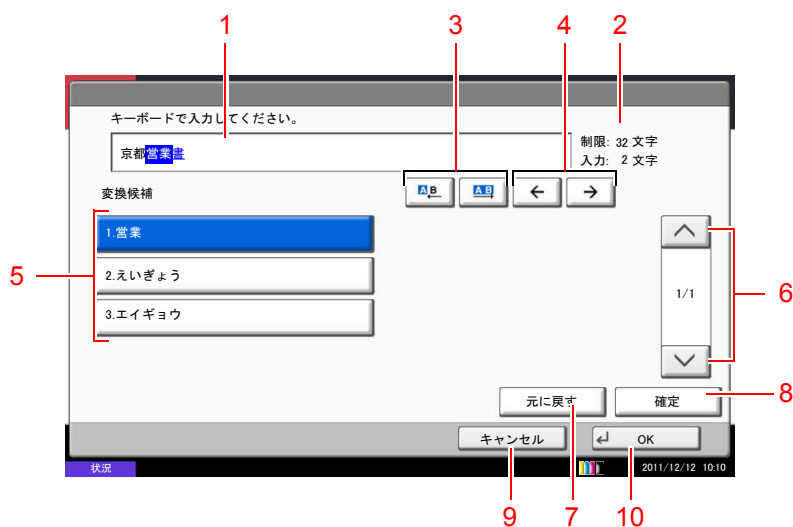 1 3 4 2
キーボードで入力してください。
京都営業書
制限: 32 文字
入力: 2 文字
変換候補
A B A B ← →
1.営業
5 2.えいぎょう
3.エイギョウ
1/1 6
元に戻す 確定 8
キャンセル OK
状況 2011/12/12 10:10
9 7 10